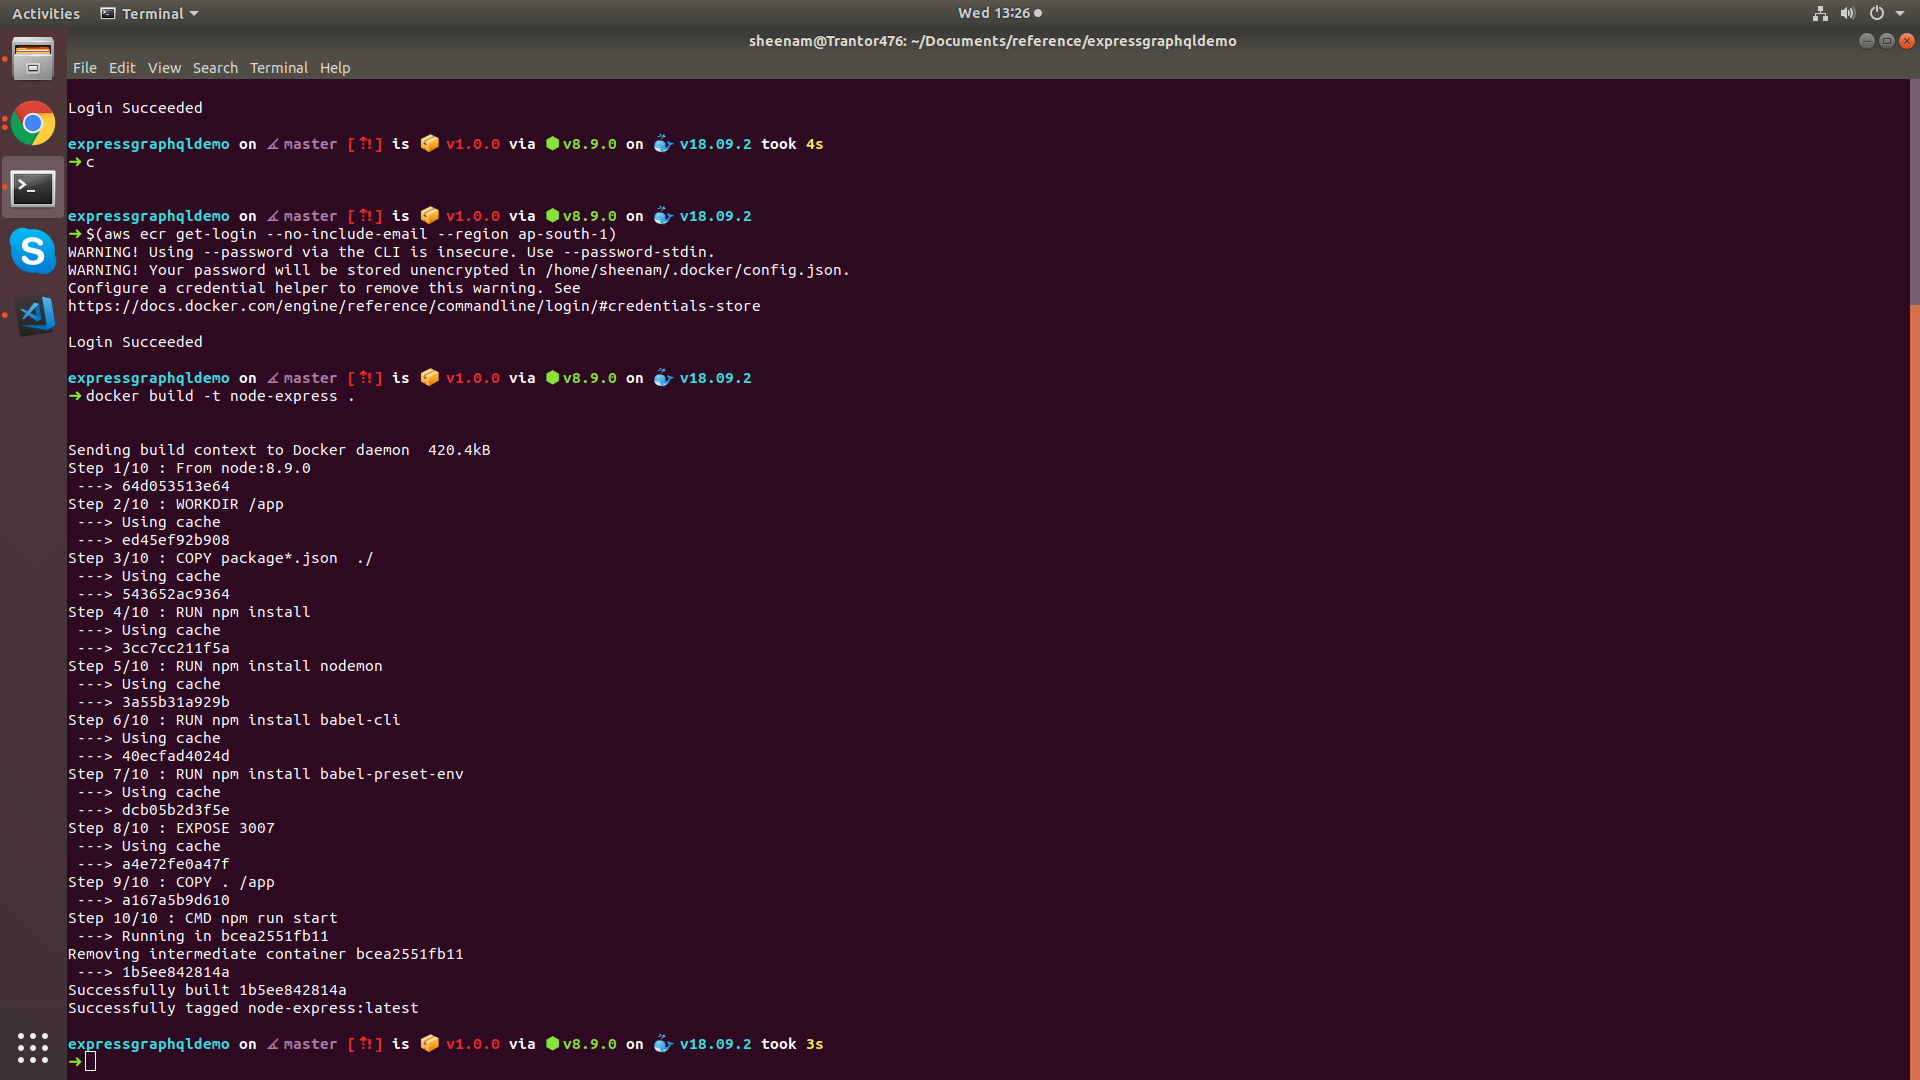 Activities Terminal Wed 13:26
sheenam@Trantor476: ~/Documents/reference/expressgraphqldemo
File Edit View Search Terminal Help
Login Succeeded
expressgraphqldemo on master [⇡!] is 📦 v1.0.0 via ⬢ v8.9.0 on 🐳 v18.09.2 took 4s
➜ c
expressgraphqldemo on master [⇡!] is 📦 v1.0.0 via ⬢ v8.9.0 on 🐳 v18.09.2
➜ $(aws ecr get-login --no-include-email --region ap-south-1)
WARNING! Using --password via the CLI is insecure. Use --password-stdin.
WARNING! Your password will be stored unencrypted in /home/sheenam/.docker/config.json.
Configure a credential helper to remove this warning. See
https://docs.docker.com/engine/reference/commandline/login/#credentials-store
Login Succeeded
expressgraphqldemo on master [⇡!] is 📦 v1.0.0 via ⬢ v8.9.0 on 🐳 v18.09.2
➜ docker build -t node-express .
Sending build context to Docker daemon  420.4kB
Step 1/10 : From node:8.9.0
 ---> 64d053513e64
Step 2/10 : WORKDIR /app
 ---> Using cache
 ---> ed45ef92b908
Step 3/10 : COPY package*.json  ./
 ---> Using cache
 ---> 543652ac9364
Step 4/10 : RUN npm install
 ---> Using cache
 ---> 3cc7cc211f5a
Step 5/10 : RUN npm install nodemon
 ---> Using cache
 ---> 3a55b31a929b
Step 6/10 : RUN npm install babel-cli
 ---> Using cache
 ---> 40ecfad4024d
Step 7/10 : RUN npm install babel-preset-env
 ---> Using cache
 ---> dcb05b2d3f5e
Step 8/10 : EXPOSE 3007
 ---> Using cache
 ---> a4e72fe0a47f
Step 9/10 : COPY . /app
 ---> a167a5b9d610
Step 10/10 : CMD npm run start
 ---> Running in bcea2551fb11
Removing intermediate container bcea2551fb11
 ---> 1b5ee842814a
Successfully built 1b5ee842814a
Successfully tagged node-express:latest
expressgraphqldemo on master [⇡!] is 📦 v1.0.0 via ⬢ v8.9.0 on 🐳 v18.09.2 took 3s
➜